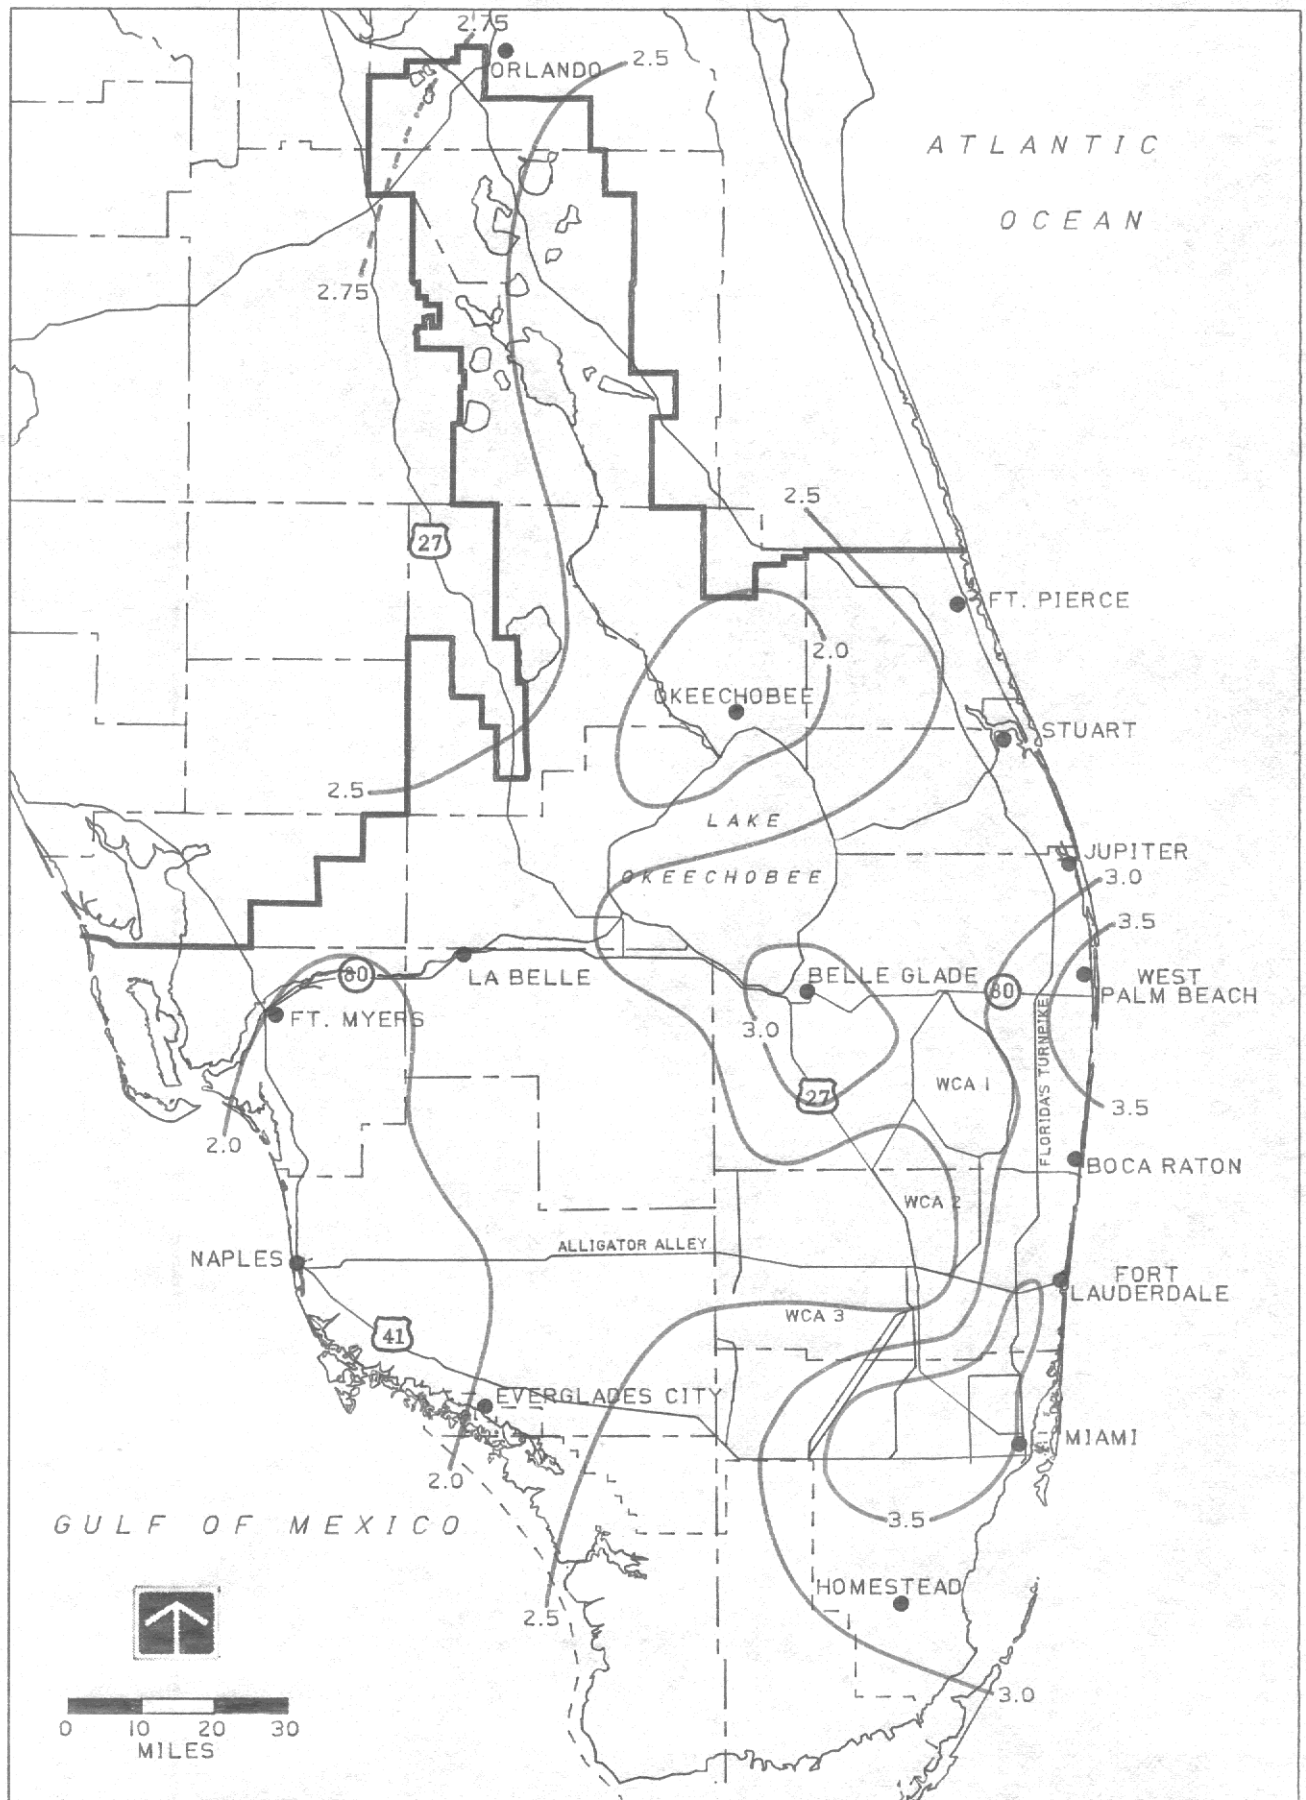 2.75
ORLANDO
2.5
ATLANTIC
OCEAN
2.75
2.5
27
FT. PIERCE
2.0
OKEECHOBEE
STUART
2.5
LAKE
OKEECHOBEE
JUPITER
3.0
3.5
80
LA BELLE
BELLE GLADE
80
WEST
PALM BEACH
FT. MYERS
3.0
FLORIDA'S TURNPIKE
WCA 1
27
3.5
2.0
BOCA RATON
WCA 2
NAPLES
ALLIGATOR ALLEY
FORT
LAUDERDALE
WCA 3
41
EVERGLADES CITY
MIAMI
2.0
GULF OF MEXICO
3.5
HOMESTEAD
2.5
3.0
0 10 20 30
MILES